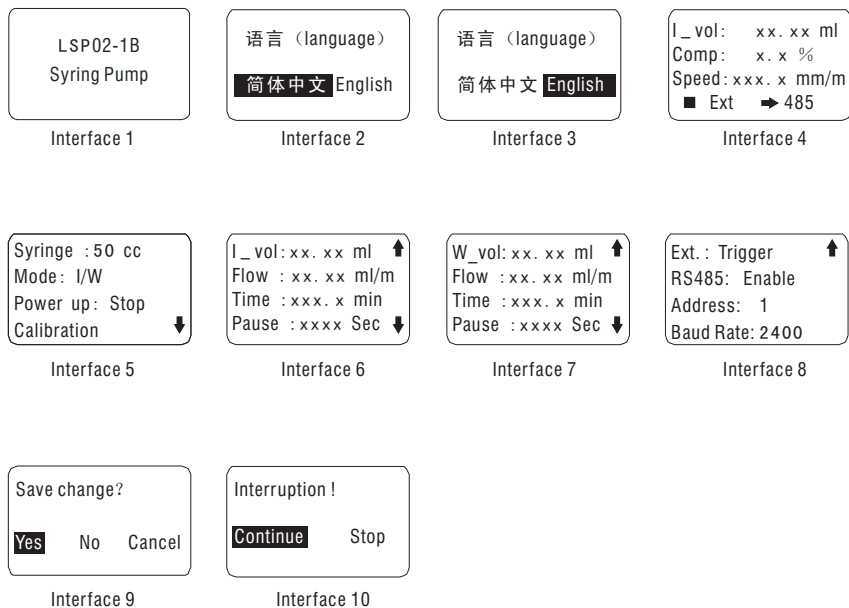 LSP02-1B
Syring Pump
Interface 1
语言（language）
简体中文 English
Interface 2
语言（language）
简体中文 English
Interface 3
I_vol: xx.xx ml
Comp: x.x %
Speed:xxx.x mm/m
■ Ext ➡ 485
Interface 4
Syringe :50 cc
Mode: I/W
Power up: Stop
Calibration ⬇
Interface 5
I_vol:xx.xx ml ⬆
Flow :xx.xx ml/m
Time :xxx.x min
Pause :xxxx Sec ⬇
Interface 6
W_vol:xx.xx ml ⬆
Flow :xx.xx ml/m
Time :xxx.x min
Pause :xxxx Sec ⬇
Interface 7
Ext.: Trigger ⬆
RS485: Enable
Address: 1
Baud Rate: 2400
Interface 8
Save change?
Yes No Cancel
Interface 9
Interruption !
Continue Stop
Interface 10